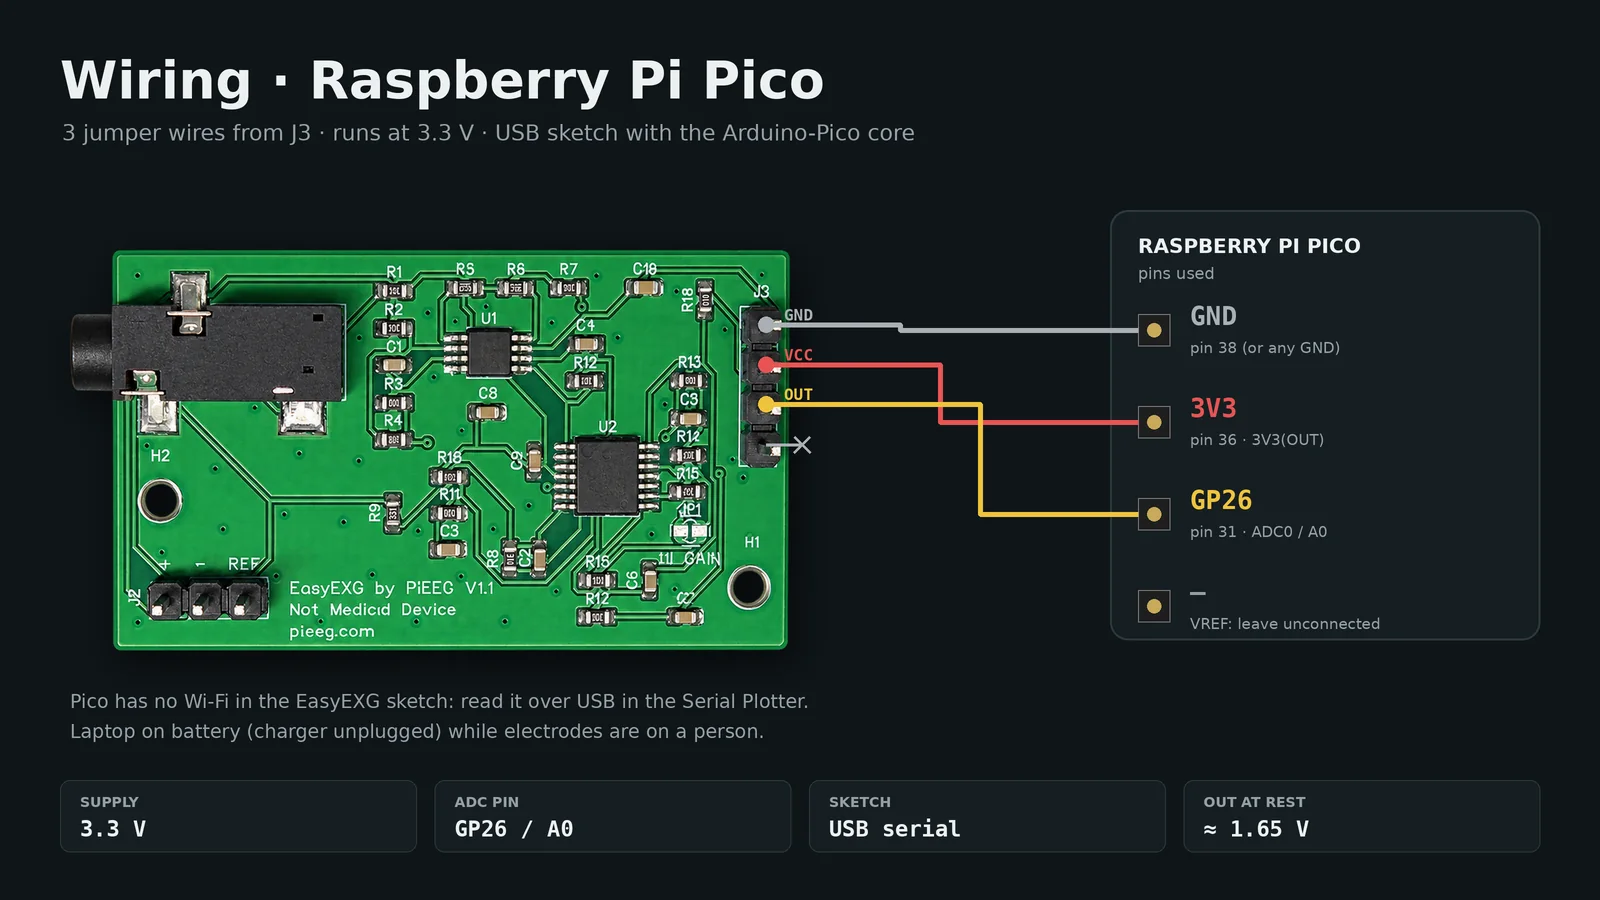 Wiring · Raspberry Pi Pico
3 jumper wires from J3 · runs at 3.3 V · USB sketch with the Arduino-Pico core
R1
R5
R6
R7
C18
R18
J3
R2
U1
C4
GND
C1
R12
R13
VCC
R3
C8
C3
OUT
R4
U2
R12
H2
R18
C9
R15
R11
R9
JP1
C3
R8
C2
GAIN
H1
R15
C6
+
REF
J2
R12
EasyEXG by PiEEG V1.1
Not Medicid Device
pieeg.com
RASPBERRY PI PICO
pins used
GND
pin 38 (or any GND)
3V3
pin 36 · 3V3(OUT)
GP26
pin 31 · ADC0 / A0
—
VREF: leave unconnected
Pico has no Wi-Fi in the EasyEXG sketch: read it over USB in the Serial Plotter.
Laptop on battery (charger unplugged) while electrodes are on a person.
SUPPLY
3.3 V
ADC PIN
GP26 / A0
SKETCH
USB serial
OUT AT REST
≈ 1.65 V